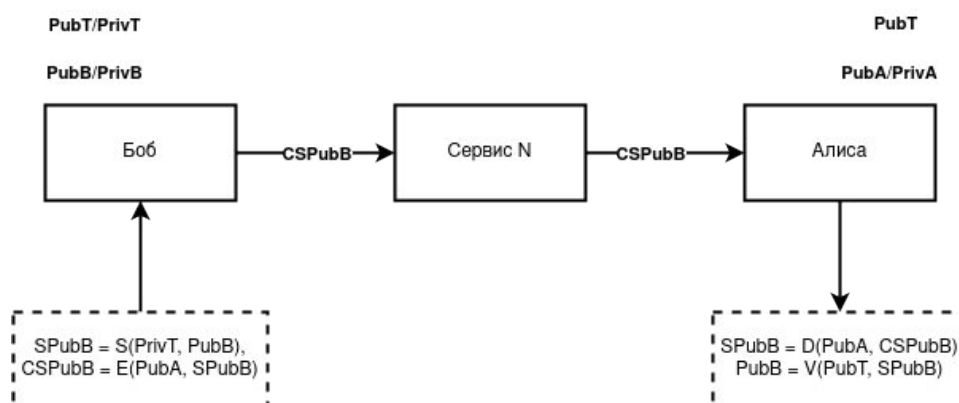 PubT/PrivT
PubT
PubB/PrivB
PubA/PrivA
Боб
CSPubB
Сервис N
CSPubB
Алиса
SPubB = S(PrivT, PubB),
CSPubB = E(PubA, SPubB)
SPubB = D(PubA, CSPubB)
PubB = V(PubT, SPubB)